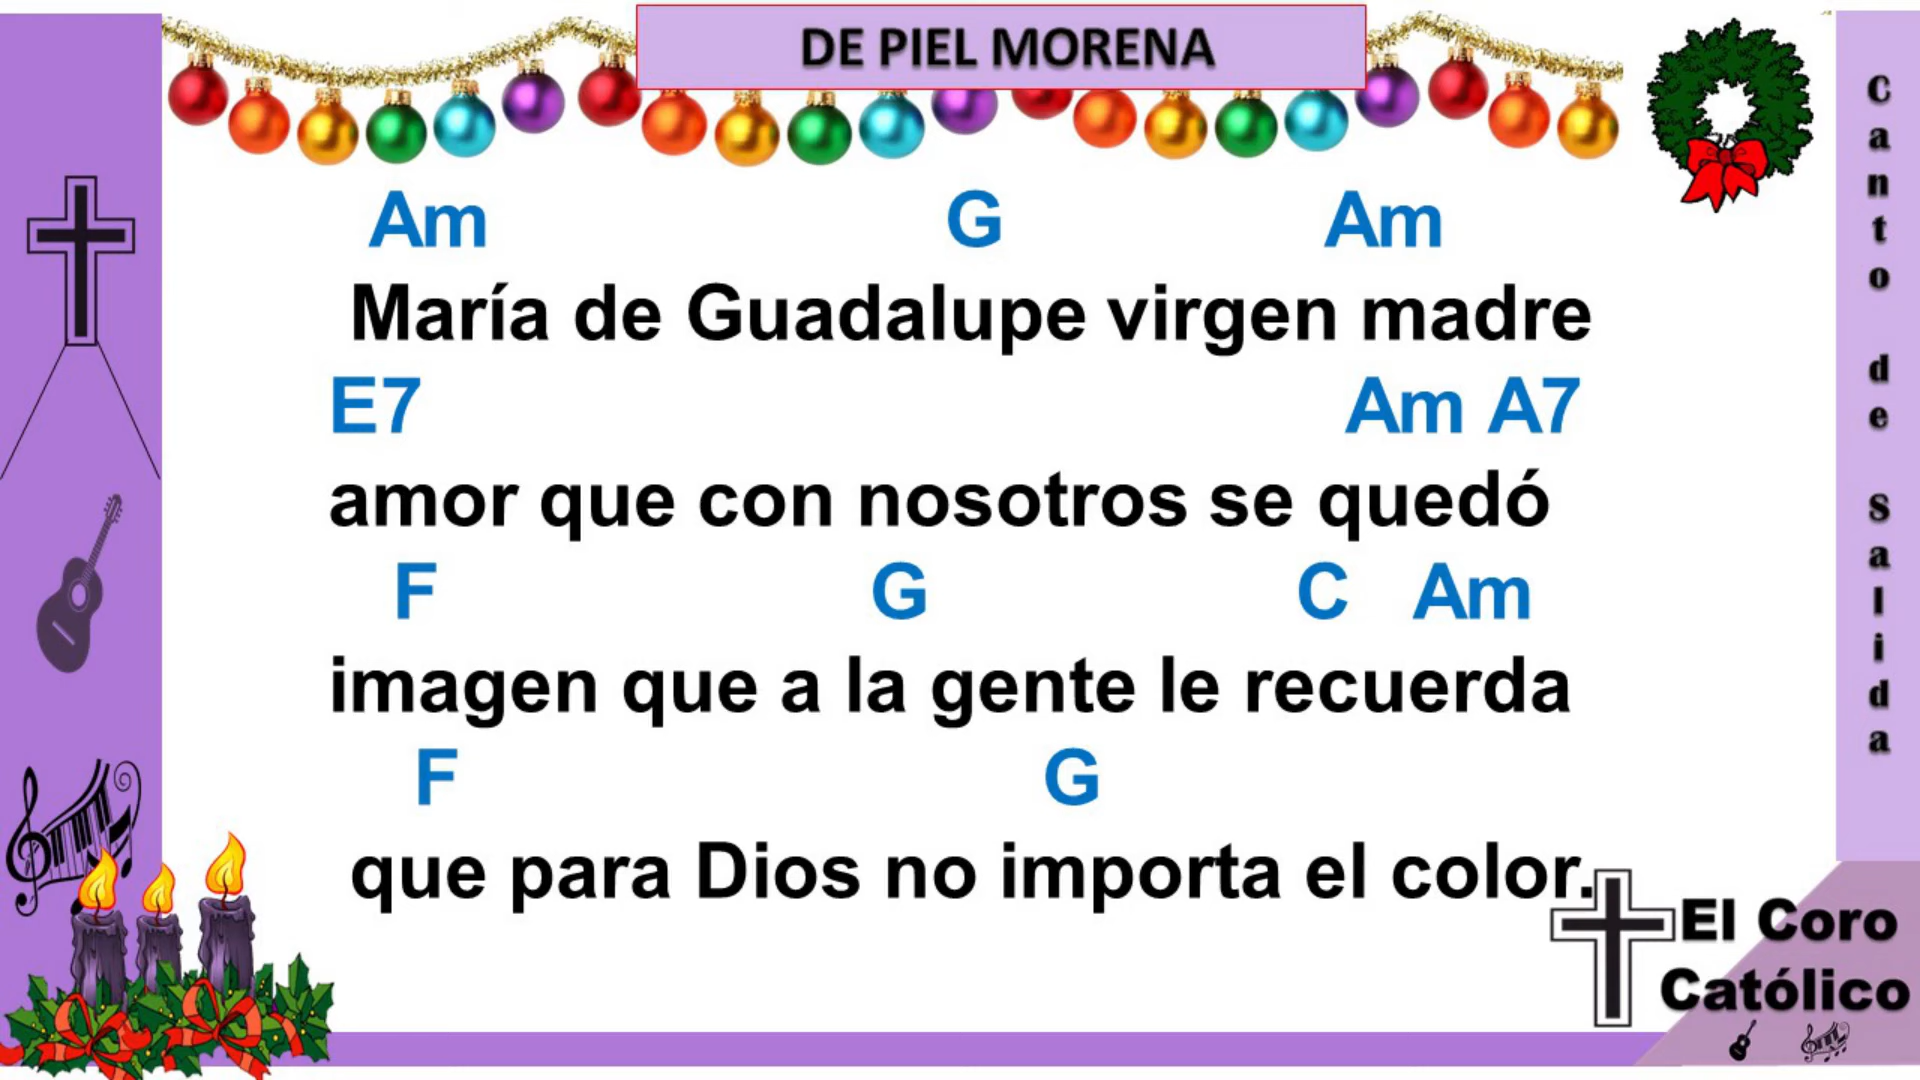 DE PIEL MORENA
Am G Am
María de Guadalupe virgen madre
E7 Am A7
amor que con nosotros se quedó
F G C Am
imagen que a la gente le recuerda
F G
que para Dios no importa el color.
Canto de Salida
El Coro
Católico